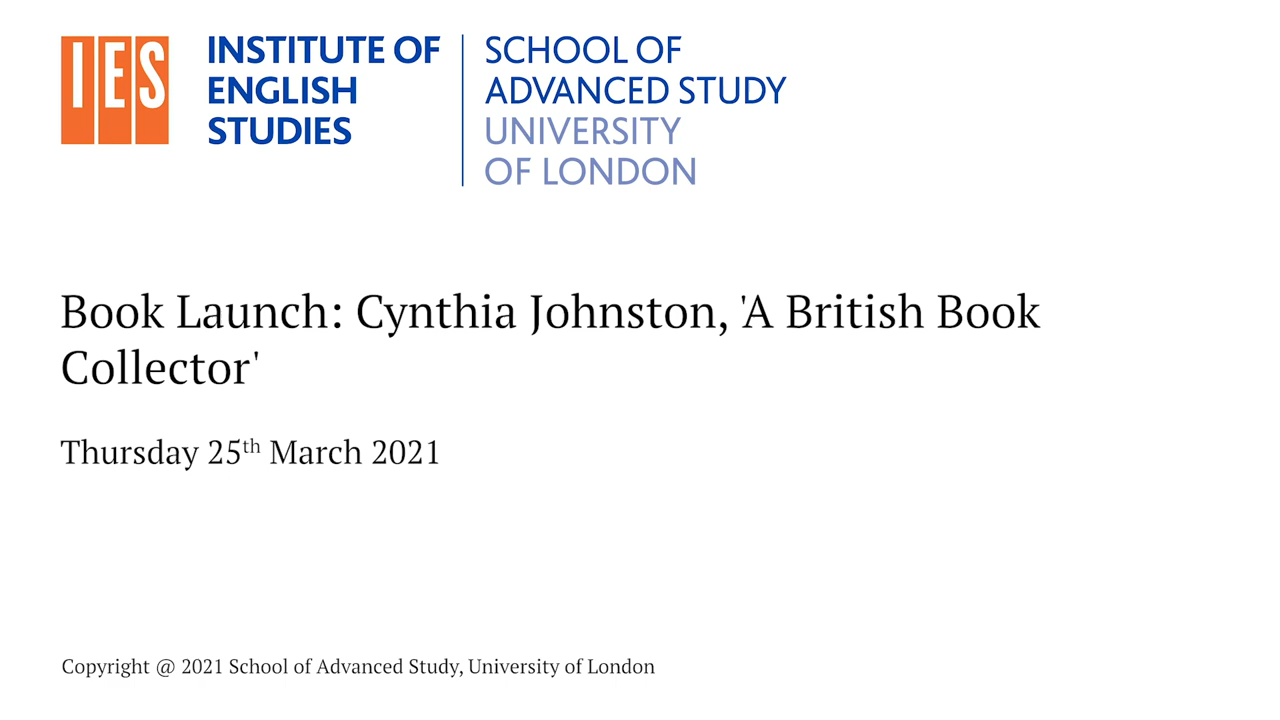 IES
INSTITUTE OF
ENGLISH
STUDIES
SCHOOL OF
ADVANCED STUDY
UNIVERSITY
OF LONDON
Book Launch: Cynthia Johnston, 'A British Book
Collector'
Thursday 25th March 2021
Copyright @ 2021 School of Advanced Study, University of London